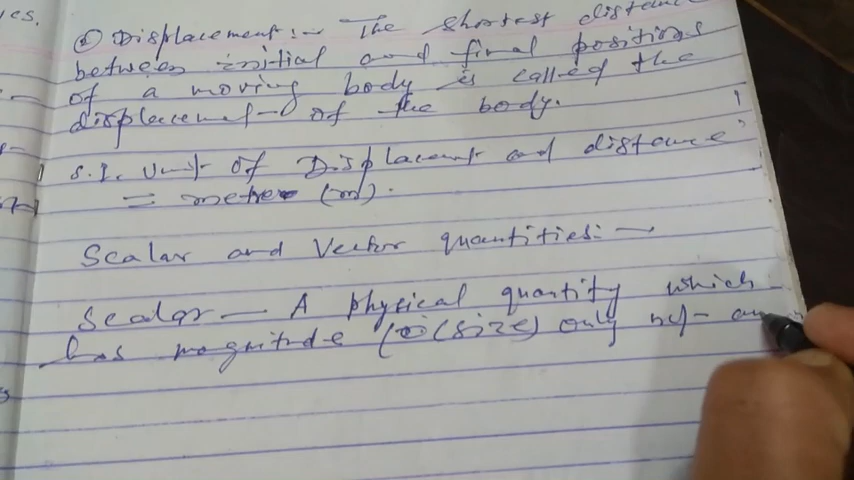 ② Displacement:- The shortest distance
between initial and final positions
of a moving body is called the
displacement of the body.
S.I. Unit of Displacement and distance
= metre (m).
Scalar and Vector quantities:-
Scalar - A physical quantity which
has magnitude (size) only not